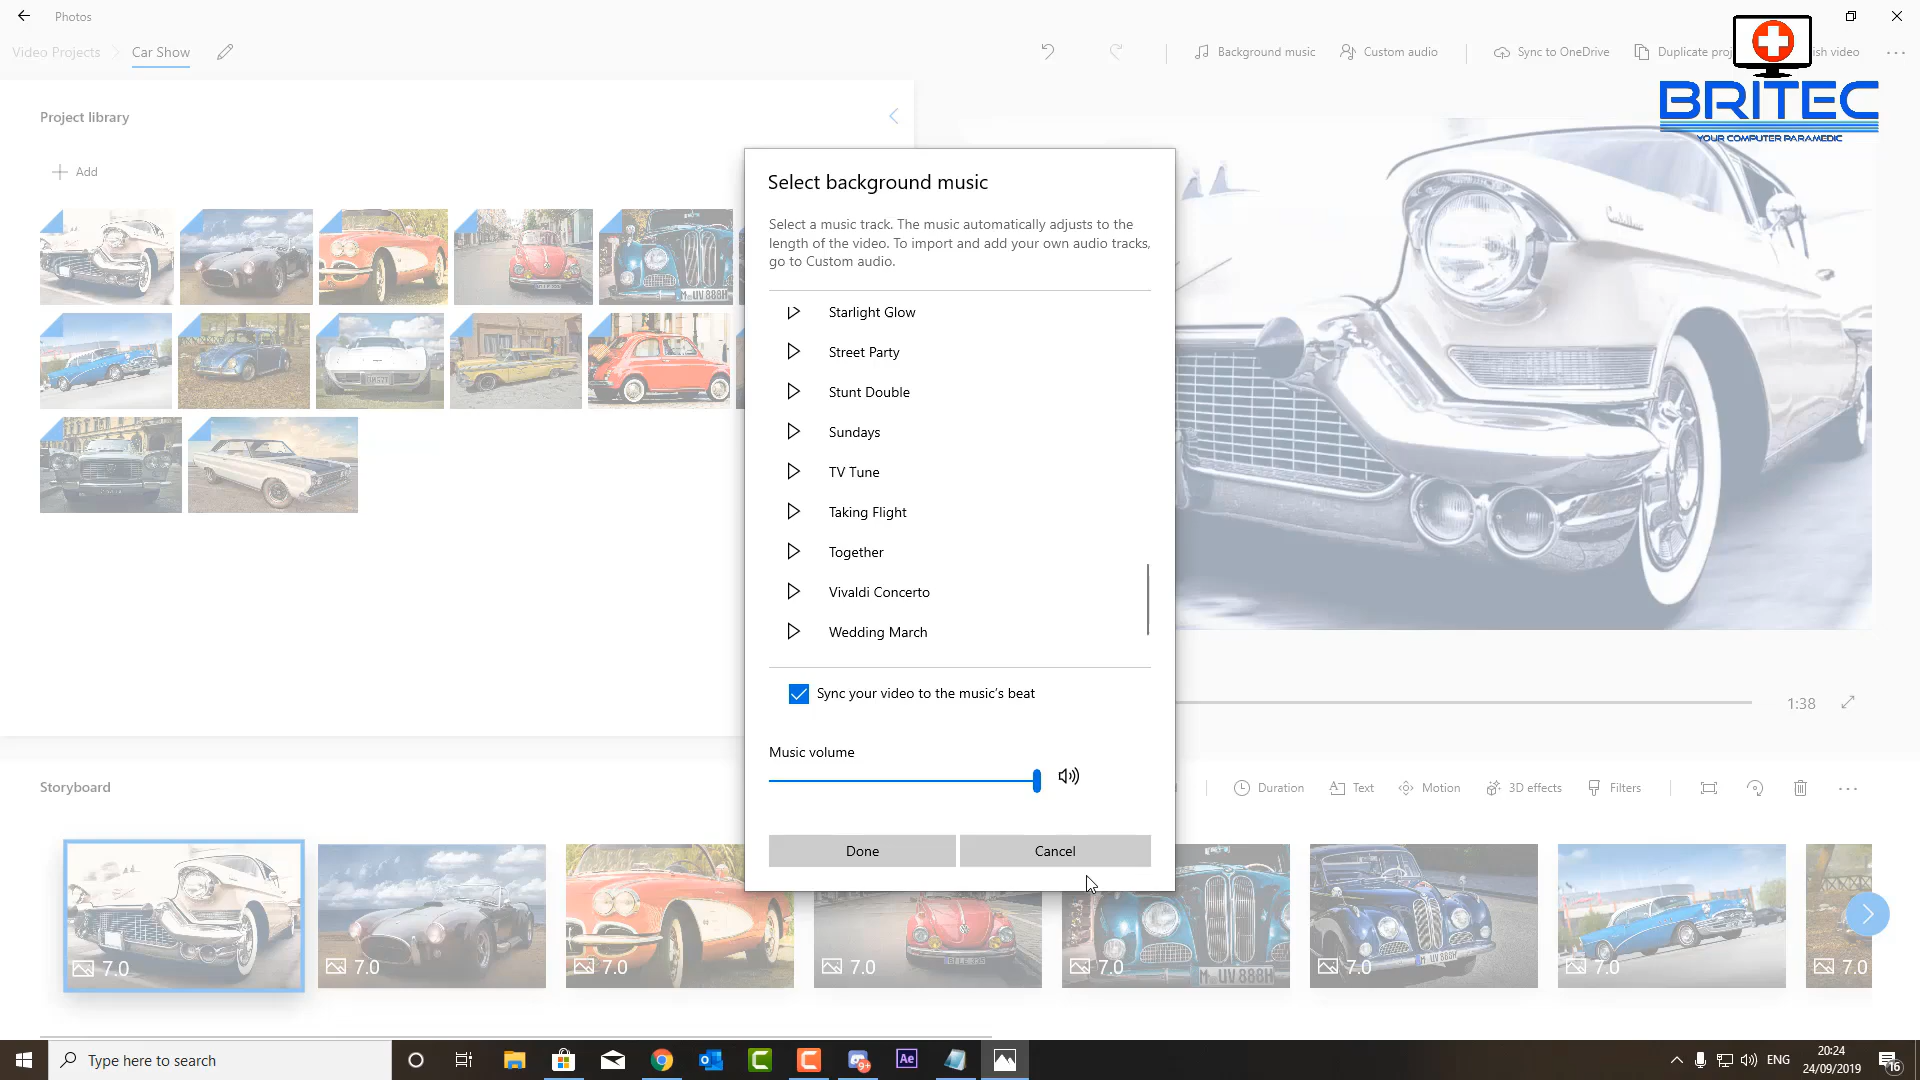 Photos
Video Projects
Car Show
Background music
Custom audio
Sync to OneDrive
Duplicate proj
ish video
BRITEC
YOUR COMPUTER PARAMEDIC
Project library
Add
Select background music
Select a music track. The music automatically adjusts to the
length of the video. To import and add your own audio tracks,
go to Custom audio.
Starlight Glow
Street Party
Stunt Double
Sundays
TV Tune
Taking Flight
Together
Vivaldi Concerto
Wedding March
Sync your video to the music's beat
Music volume
Done
Cancel
1:38
Storyboard
Duration
Text
Motion
3D effects
Filters
7.0
7.0
7.0
7.0
7.0
7.0
7.0
7.0
Type here to search
Ae
9+
ENG
20:24
24/09/2019
16